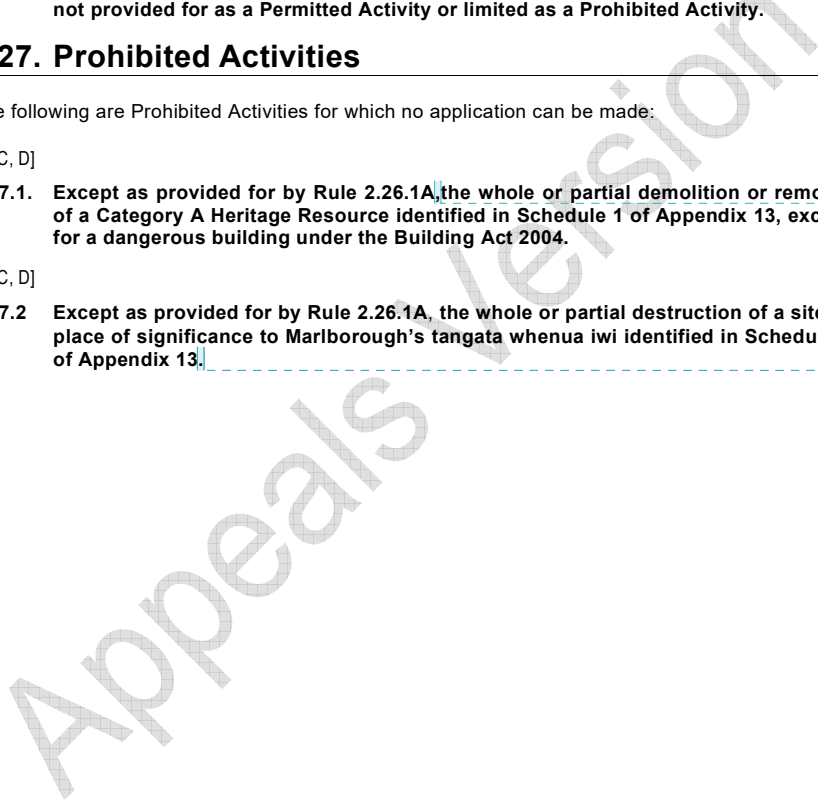 not provided for as a Permitted Activity or limited as a Prohibited Activity.
27. Prohibited Activities
e following are Prohibited Activities for which no application can be made:
C, D]
7.1. Except as provided for by Rule 2.26.1A,the whole or partial demolition or remo
of a Category A Heritage Resource identified in Schedule 1 of Appendix 13, exc
for a dangerous building under the Building Act 2004.
C, D]
7.2 Except as provided for by Rule 2.26.1A, the whole or partial destruction of a site
place of significance to Marlborough’s tangata whenua iwi identified in Schedu
of Appendix 13.
Appeals Version